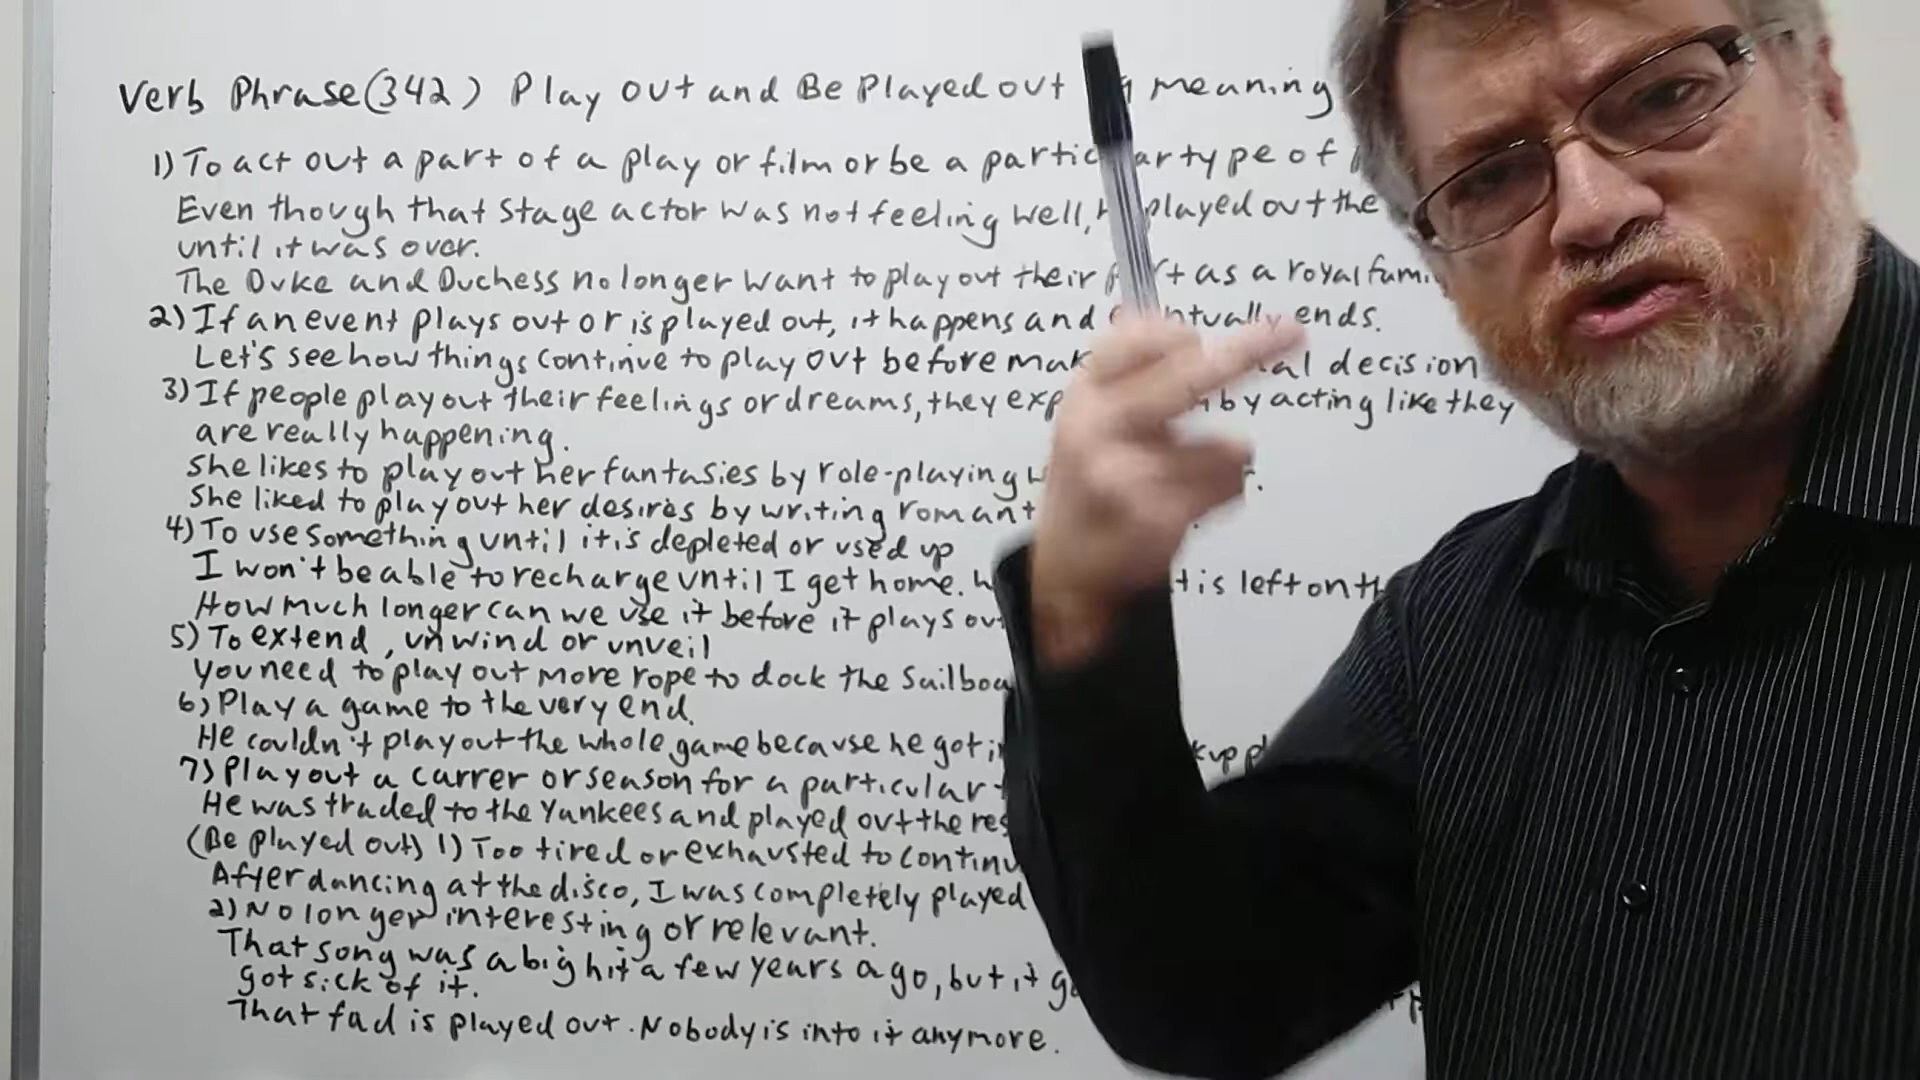 Verb Phrase(342) Play out and Be Played out meaning
1) To act out a part of a play or film or be a type of
Even though that stage actor was not feeling well, played out the
until it was over.
The Duke and Duchess no longer want to play out their as a royal
2) If an event plays out or is played out, it happens and ends.
Let's see how things continue to play out before decision
3) If people play out their feelings or dreams, they by acting like they
are really happening.
She likes to play out her fantasies by role-playing
She liked to play out her desires by writing
4) To use something until it is depleted or used up
I won't be able to recharge until I get home. is left on
How much longer can we use it before it plays
5) To extend, unwind or unveil
You need to play out more rope to dock the
6) Play a game to the very end.
He couldn't play out the whole game because he got
7) Play out a carrer or season for a particular
He was traded to the Yankees and played out the
(Be played out) 1) Too tired or exhausted to
After dancing at the disco, I was completely played
2) No longer interesting or relevant.
That song was a big hit a few years ago, but it
got sick of it.
That fad is played out. Nobody is into it anymore.